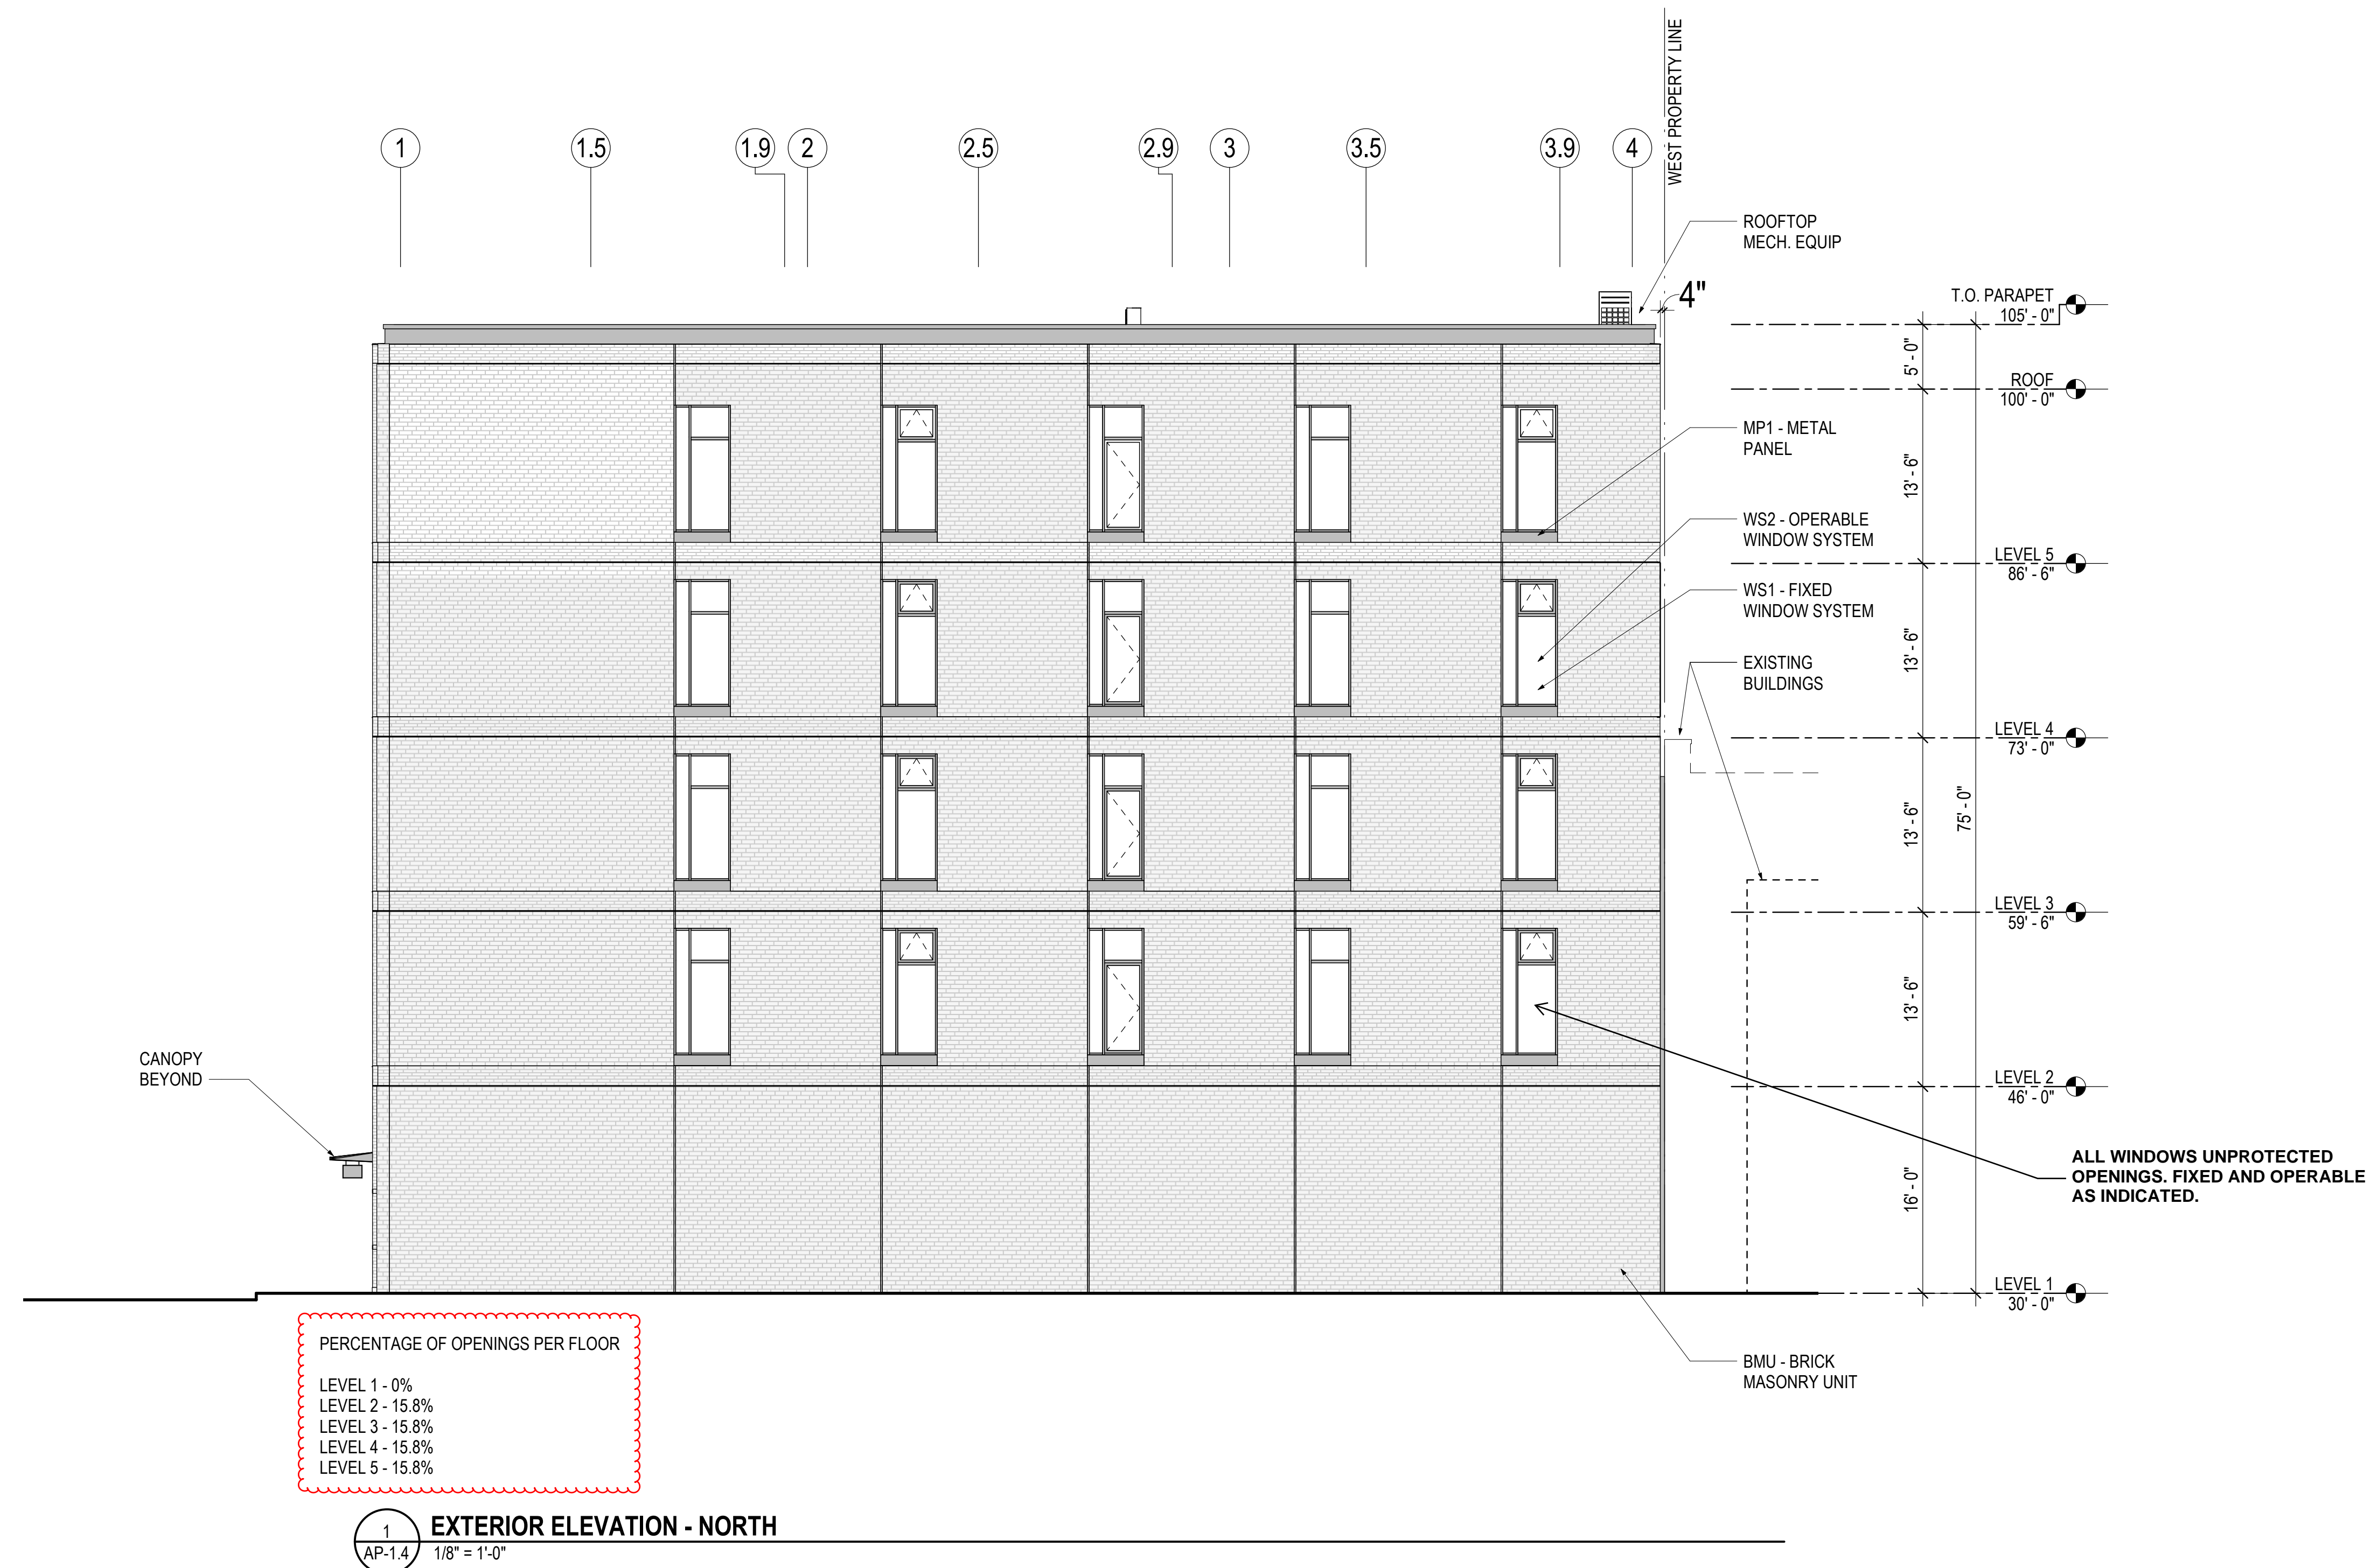 WEST PROPERTY LINE
1
1.5
1.9
2
2.5
2.9
3
3.5
3.9
4
ROOFTOP
MECH. EQUIP
4"
T.O. PARAPET
105' - 0"
5' - 0"
ROOF
100' - 0"
MP1 - METAL
PANEL
13' - 6"
WS2 - OPERABLE
WINDOW SYSTEM
LEVEL 5
86' - 6"
WS1 - FIXED
WINDOW SYSTEM
13' - 6"
EXISTING
BUILDINGS
LEVEL 4
73' - 0"
13' - 6"
75' - 0"
LEVEL 3
59' - 6"
13' - 6"
CANOPY
BEYOND
LEVEL 2
46' - 0"
ALL WINDOWS UNPROTECTED
OPENINGS. FIXED AND OPERABLE
AS INDICATED.
16' - 0"
LEVEL 1
30' - 0"
BMU - BRICK
MASONRY UNIT
PERCENTAGE OF OPENINGS PER FLOOR
LEVEL 1 - 0%
LEVEL 2 - 15.8%
LEVEL 3 - 15.8%
LEVEL 4 - 15.8%
LEVEL 5 - 15.8%
1
AP-1.4
EXTERIOR ELEVATION - NORTH
1/8" = 1'-0"